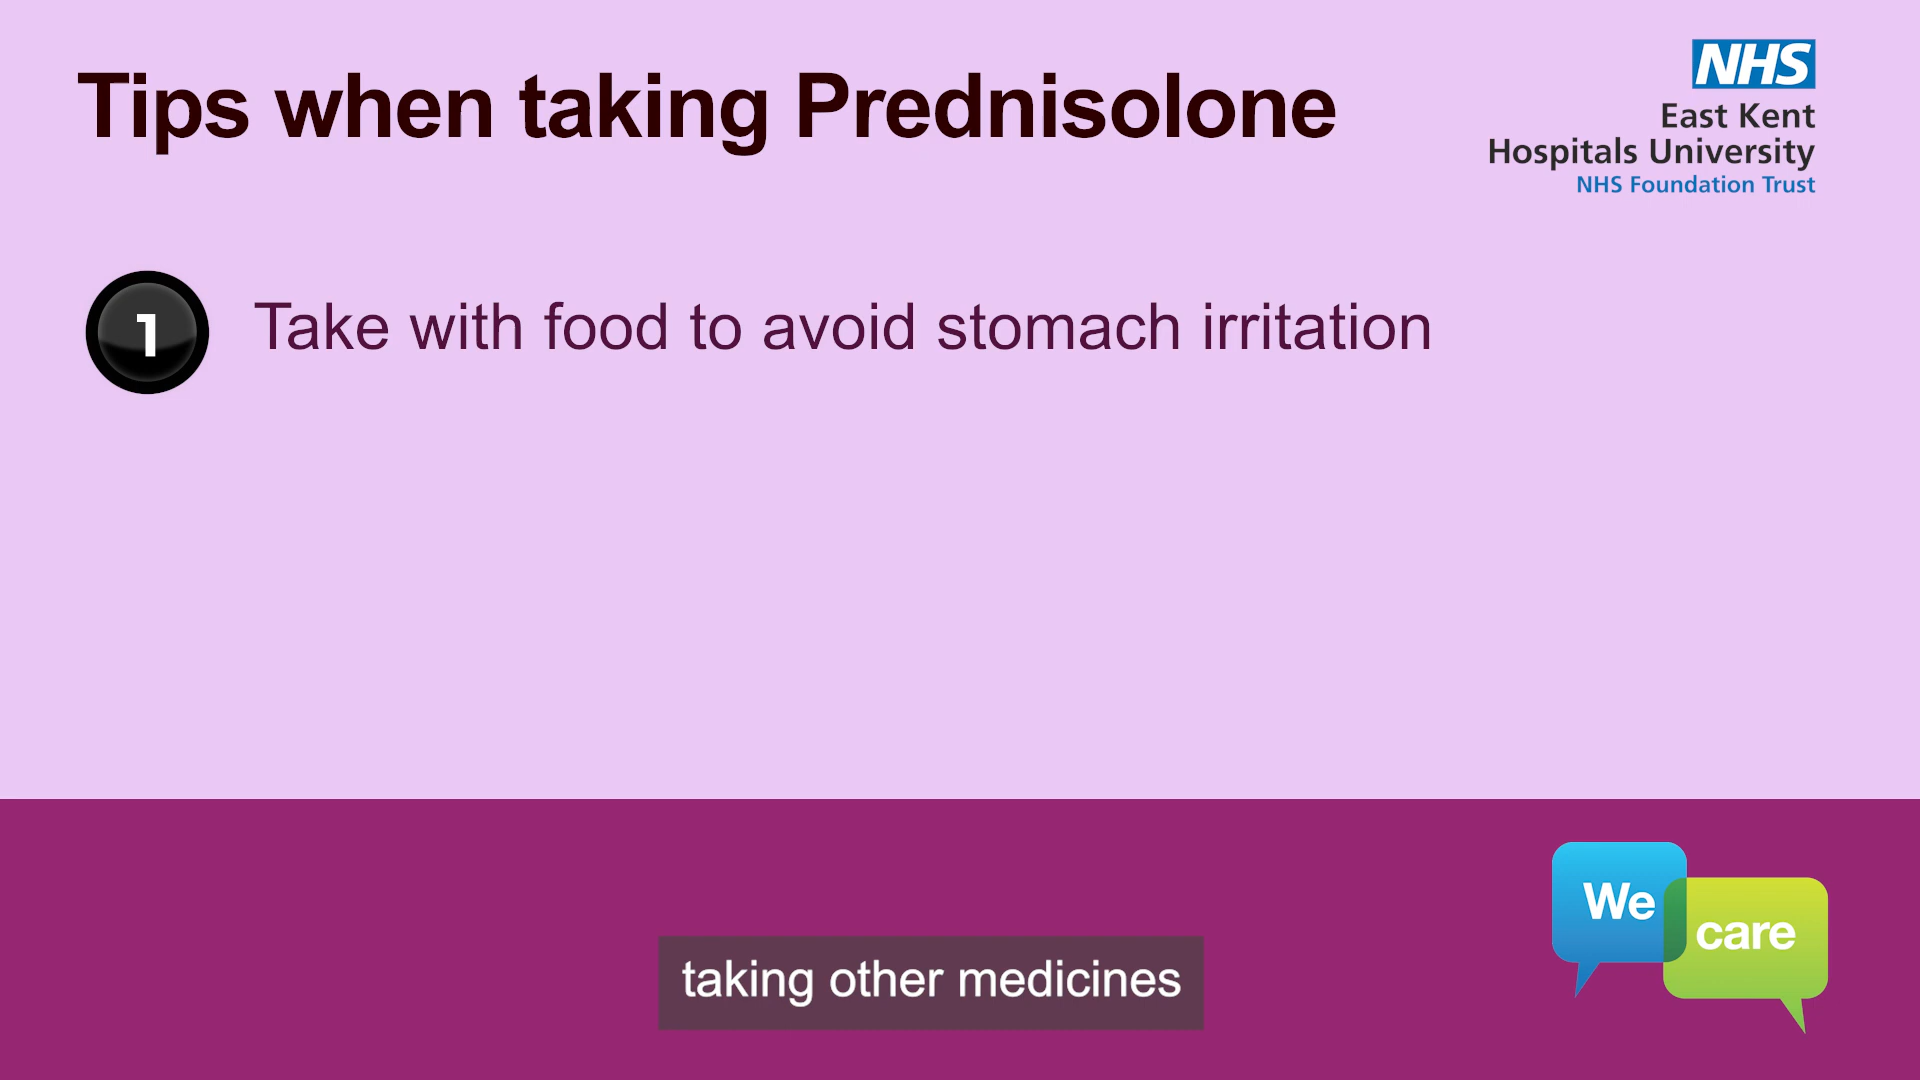 Tips when taking Prednisolone
NHS
East Kent
Hospitals University
NHS Foundation Trust
1
Take with food to avoid stomach irritation
We
care
taking other medicines